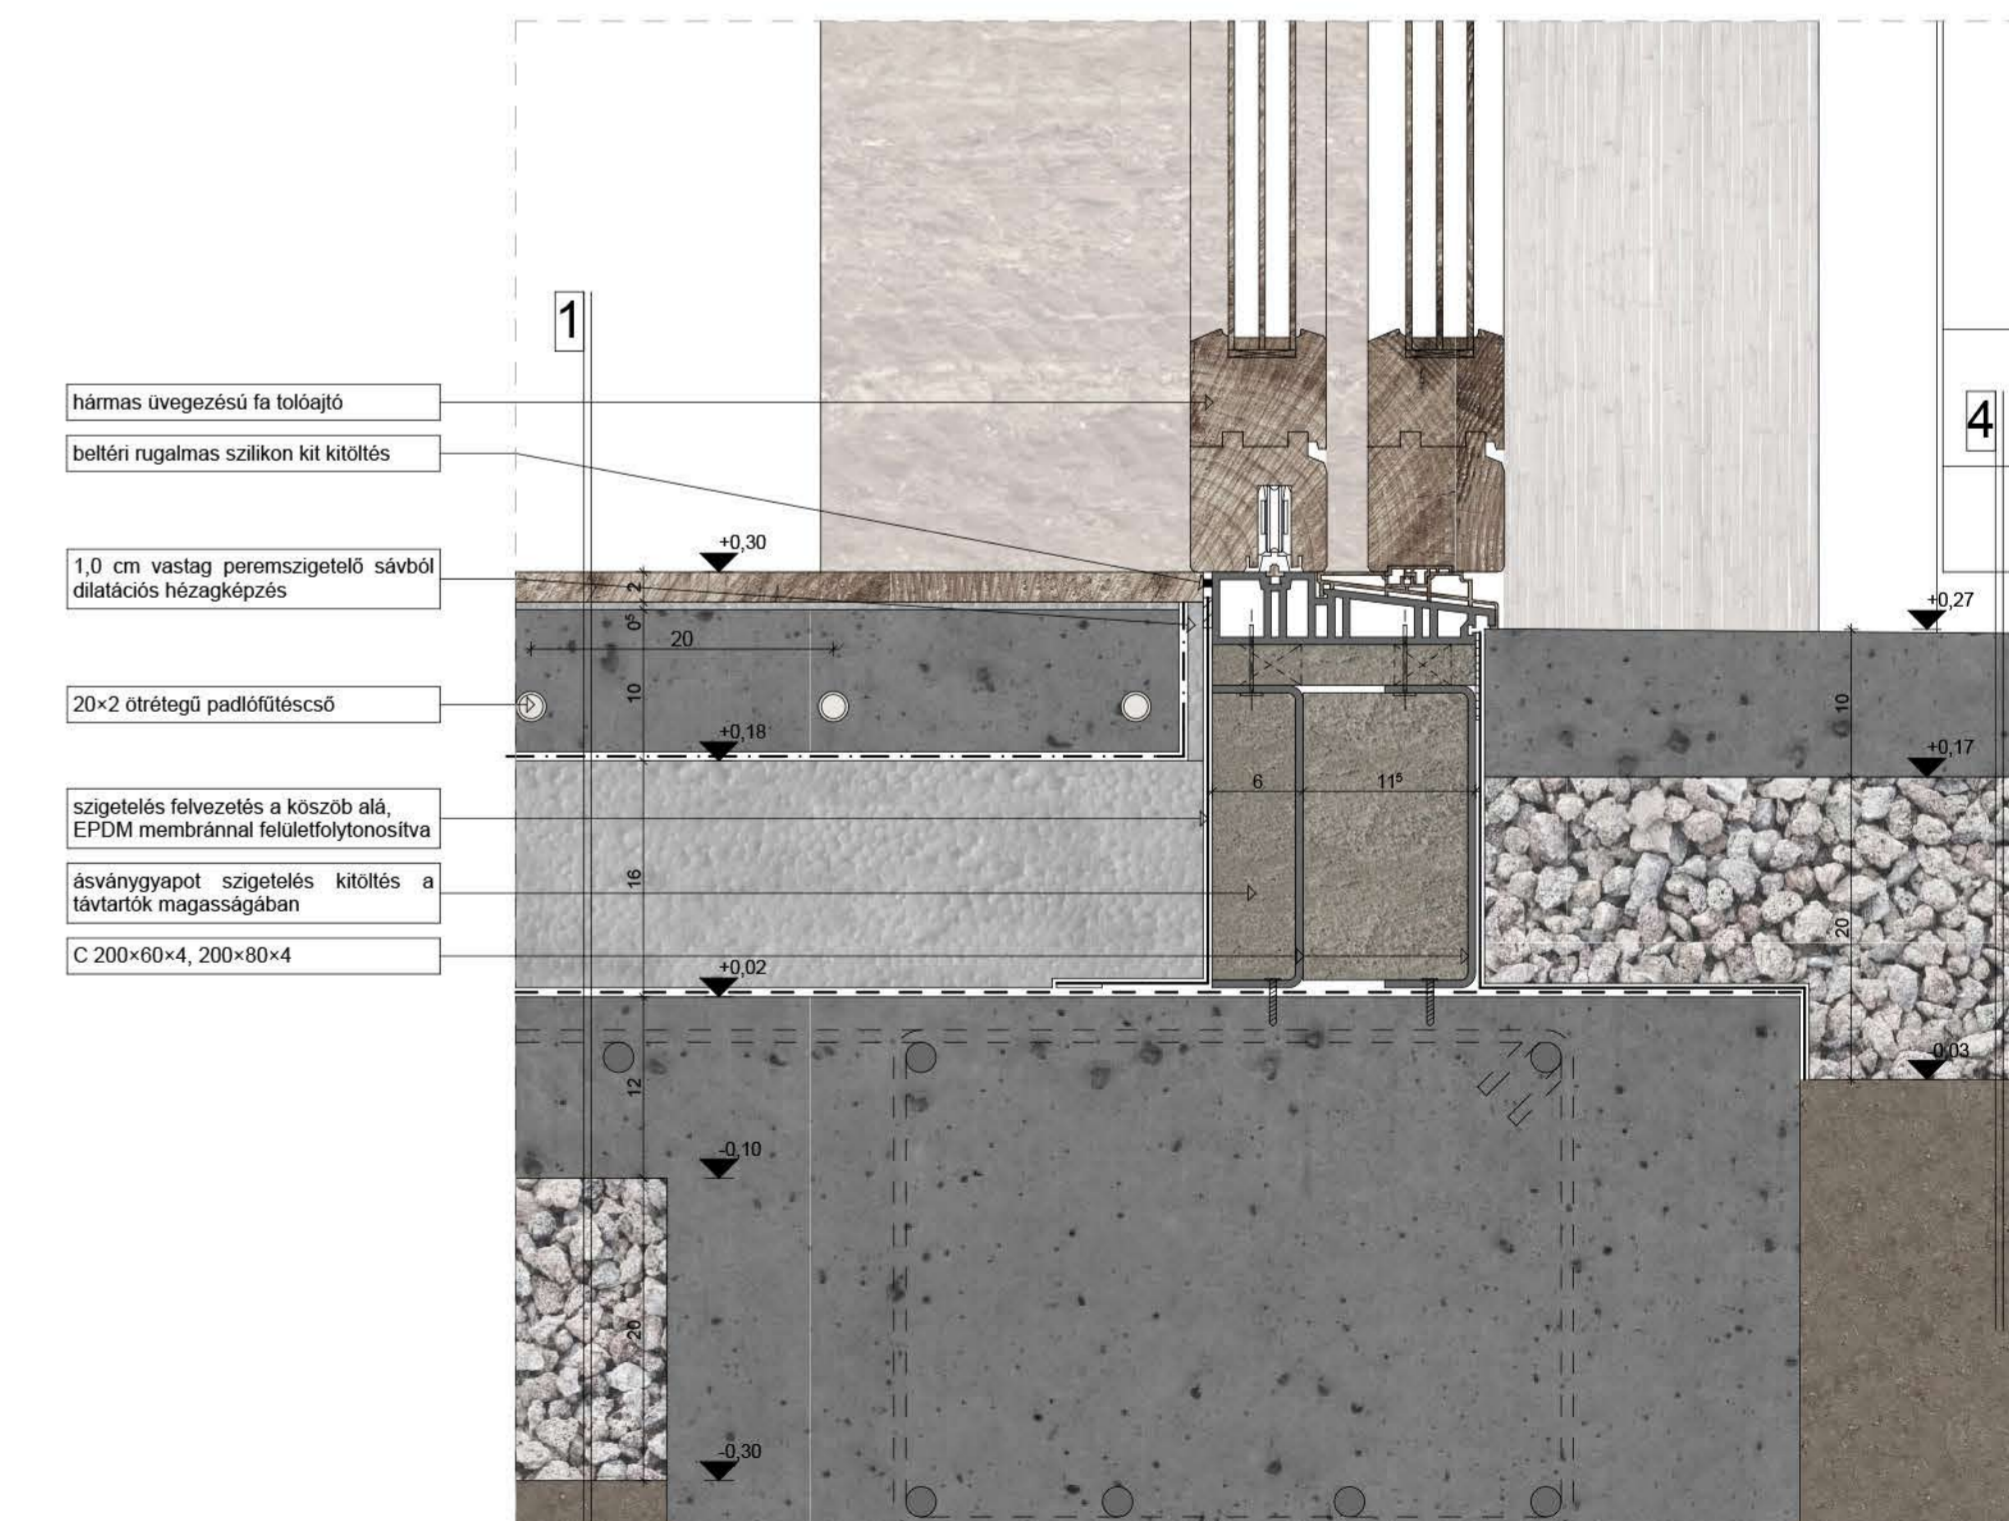 1
hármas üvegezésú fa tolóajtó
beltéri rugalmas szilikon kit kitöltés
4
+0,30
1,0 cm vastag peremszigetelő sávból
dilatációs hézagképzés
2
0⁵
+0,27
20
20×2 ötrétegű padlófűtéscső
10
10
+0,18
+0,17
6
11⁵
szigetelés felvezetés a köszöb alá,
EPDM membránnal felületfolytonosítva
16
ásványgyapot szigetelés kitöltés a
távtartók magasságában
20
C 200×60×4, 200×80×4
+0,02
-0,03
12
-0,10
20
-0,30